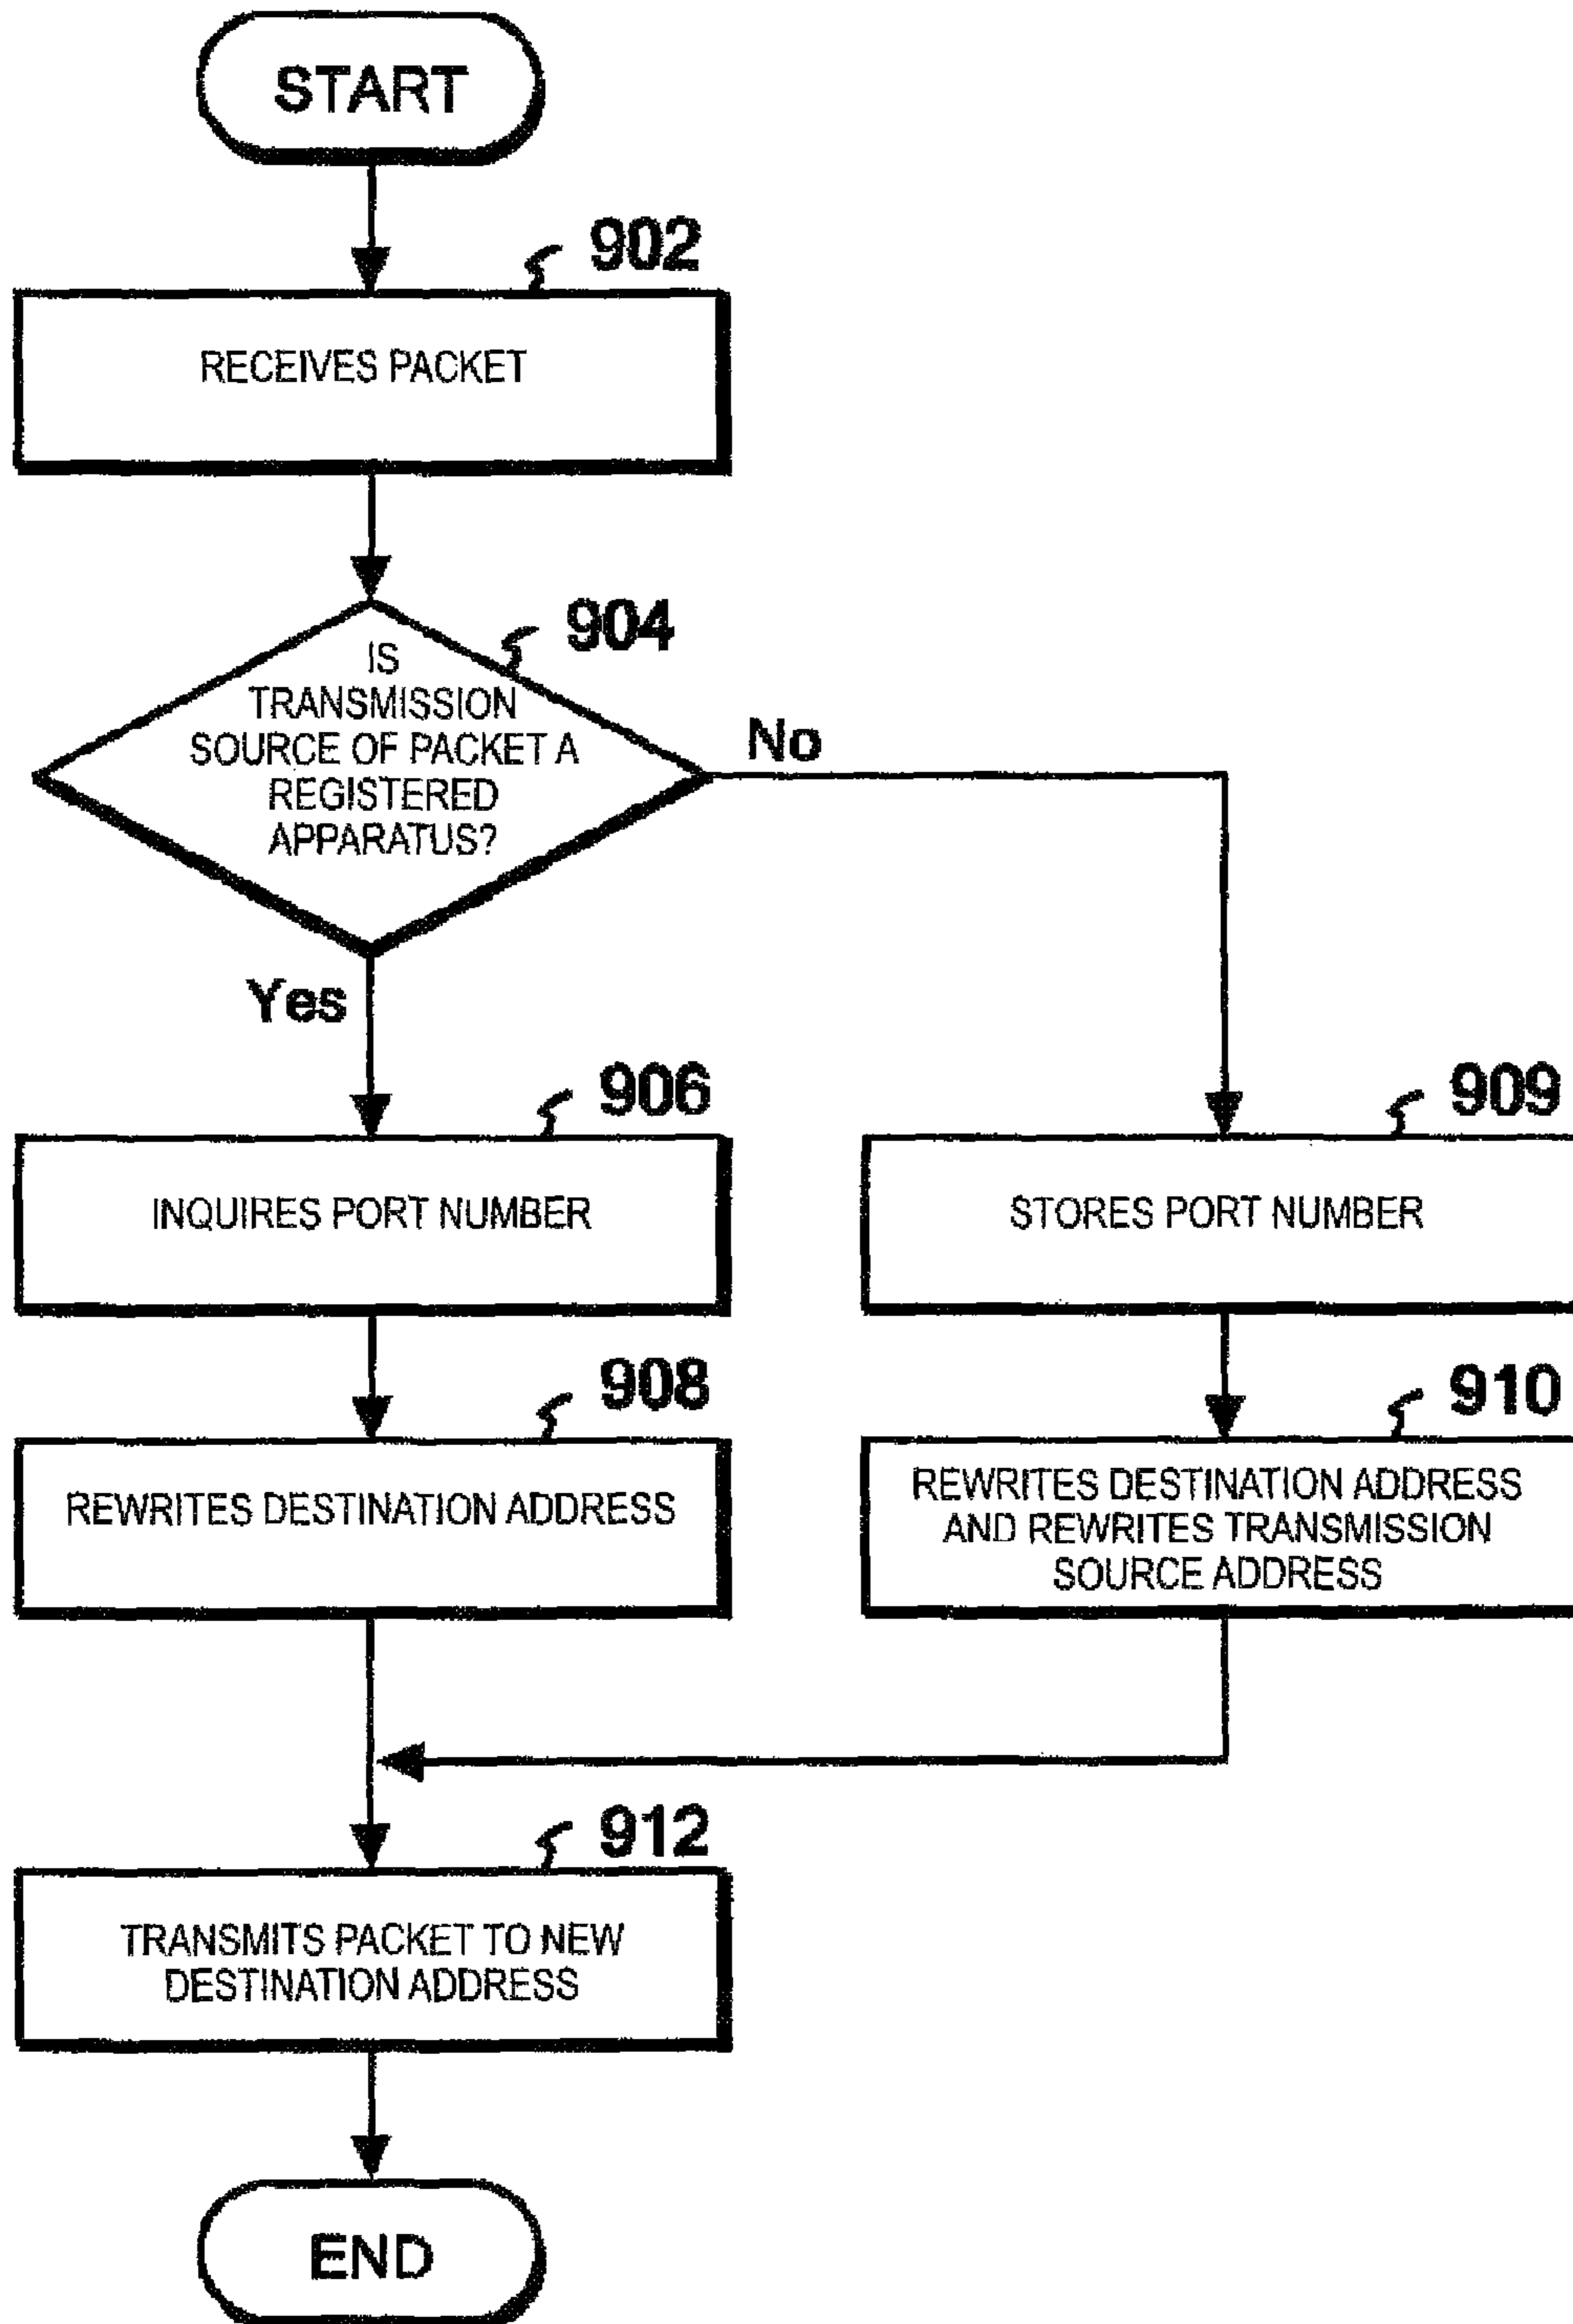 START
902
RECEIVES PACKET
904
IS
TRANSMISSION
SOURCE OF PACKET A
REGISTERED
APPARATUS?
No
Yes
906
INQUIRES PORT NUMBER
909
STORES PORT NUMBER
908
REWRITES DESTINATION ADDRESS
910
REWRITES DESTINATION ADDRESS
AND REWRITES TRANSMISSION
SOURCE ADDRESS
912
TRANSMITS PACKET TO NEW
DESTINATION ADDRESS
END